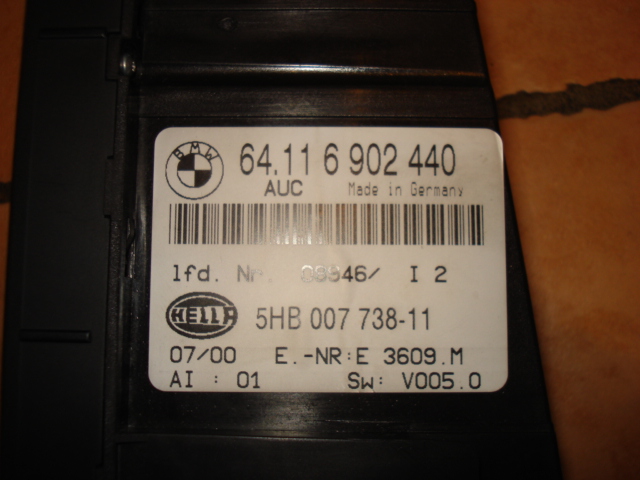 BMW 64.11 6 902 440
AUC Made in Germany
lfd. Nr. 946/ I 2
HELLA 5HB 007 738-11
07/00 E.-NR:E 3609.M
AI : 01 Sw: V005.0